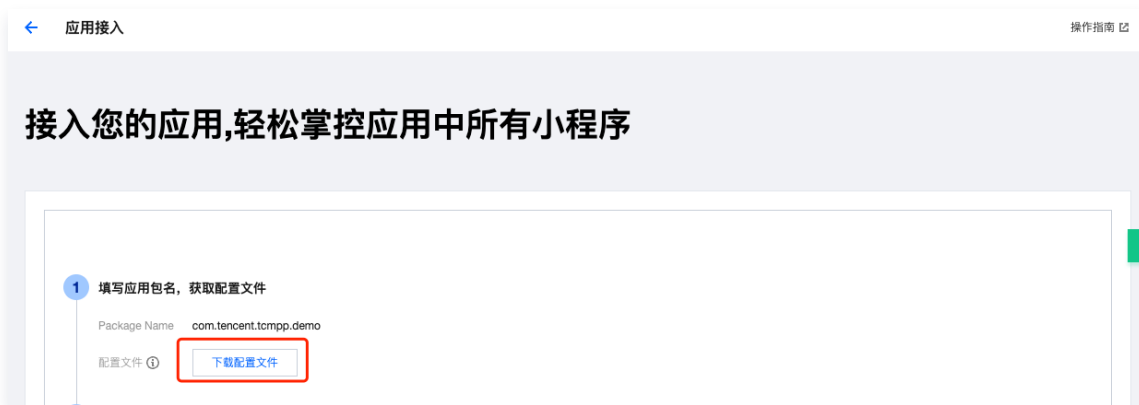 应用接入
操作指南
接入您的应用,轻松掌控应用中所有小程序
1 填写应用包名，获取配置文件
Package Name com.tencent.tcmpp.demo
配置文件 下载配置文件